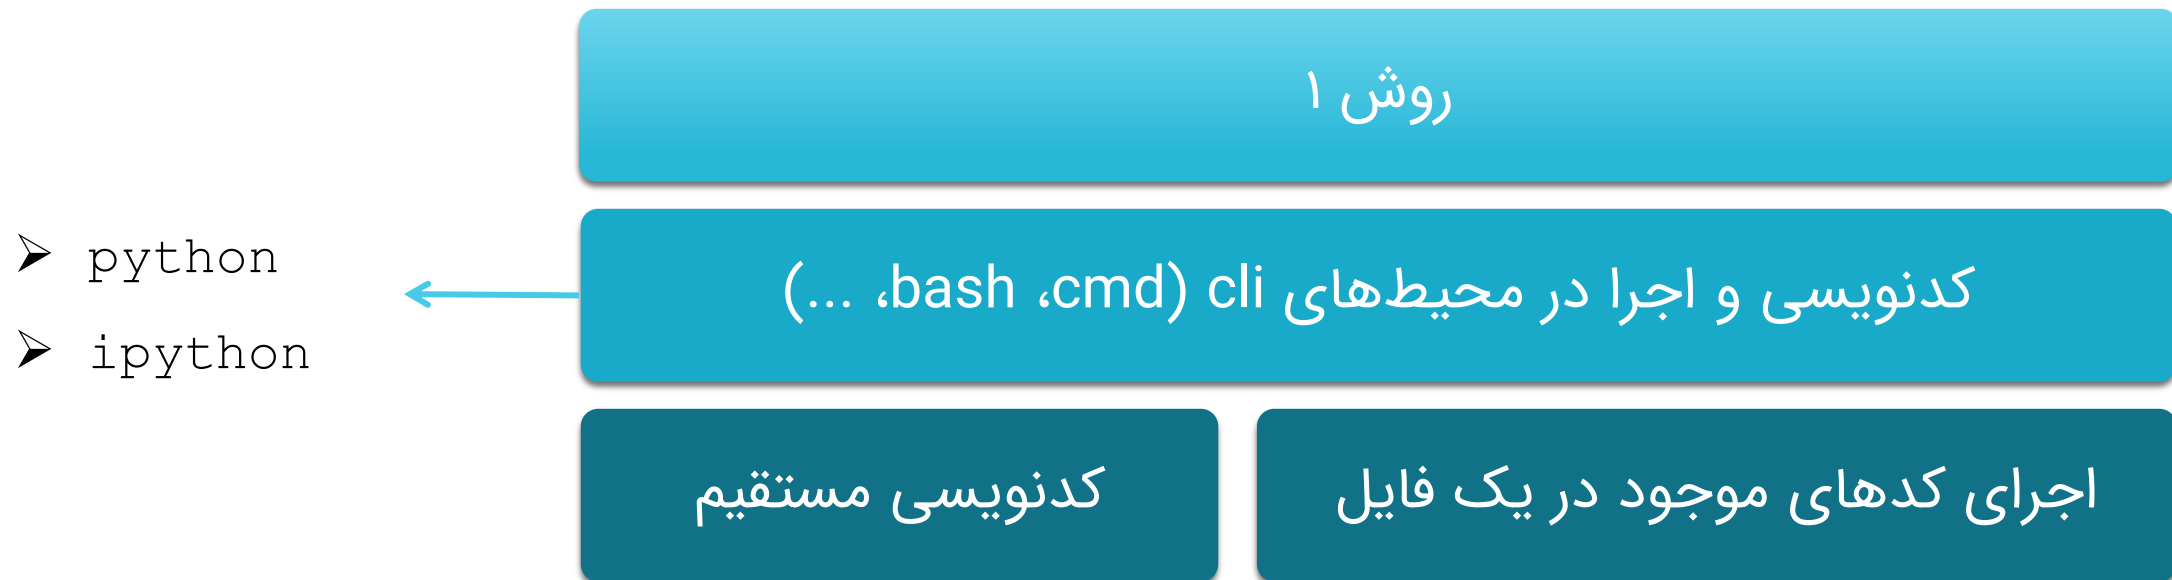 روش ۱
کدنویسی و اجرا در محیط‌های cli (cmd، bash، ...)
python
ipython
اجرای کدهای موجود در یک فایل
کدنویسی مستقیم